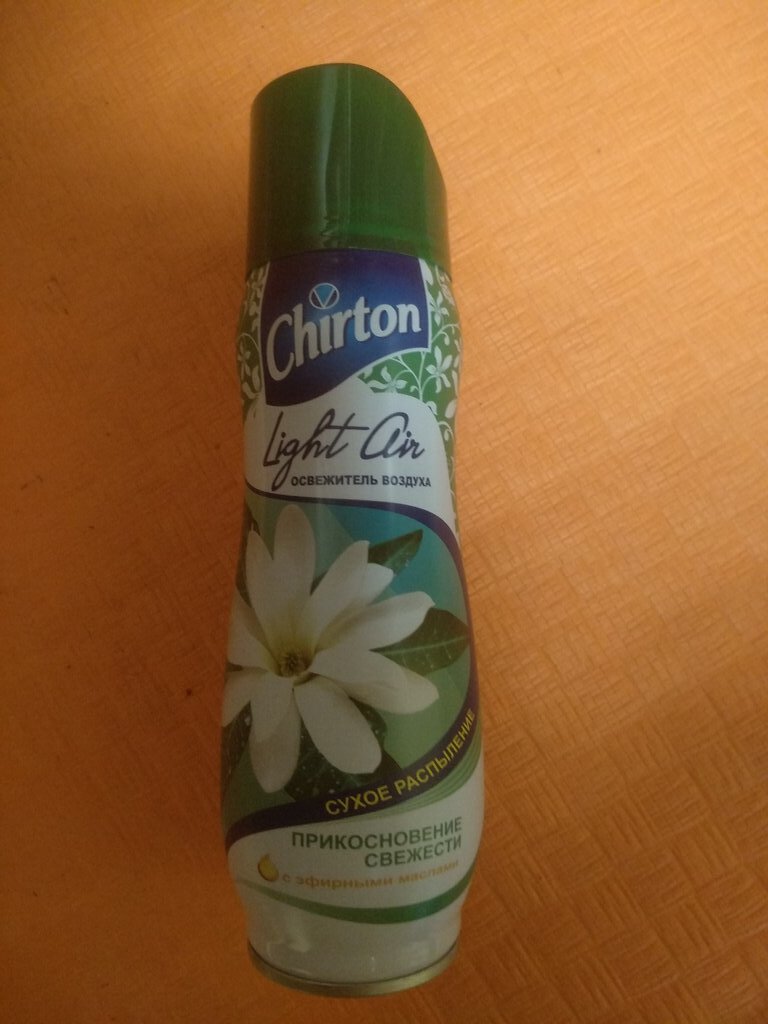 Chirton
Light Air
ОСВЕЖИТЕЛЬ ВОЗДУХА
СУХОЕ РАСПЫЛЕНИЕ
ПРИКОСНОВЕНИЕ
СВЕЖЕСТИ
с эфирными маслами